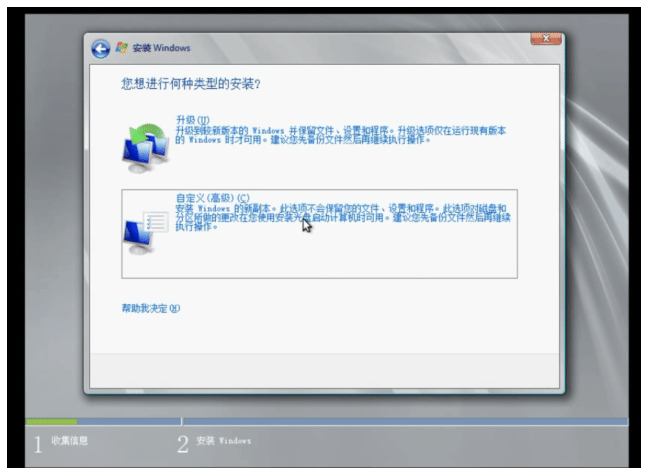 安装 Windows
您想进行何种类型的安装?
升级(U)
升级到较新版本的 Windows 并保留文件、设置和程序。升级选项仅在运行现有版本
的 Windows 时才可用。建议您先备份文件然后再继续执行操作。
自定义(高级)(C)
安装 Windows 的新副本。此选项不会保留您的文件、设置和程序。此选项对磁盘和
分区所做的更改在您使用安装光盘启动计算机时可用。建议您先备份文件然后再继续
执行操作。
帮助我决定(H)
1 收集信息
2 安装 Windows